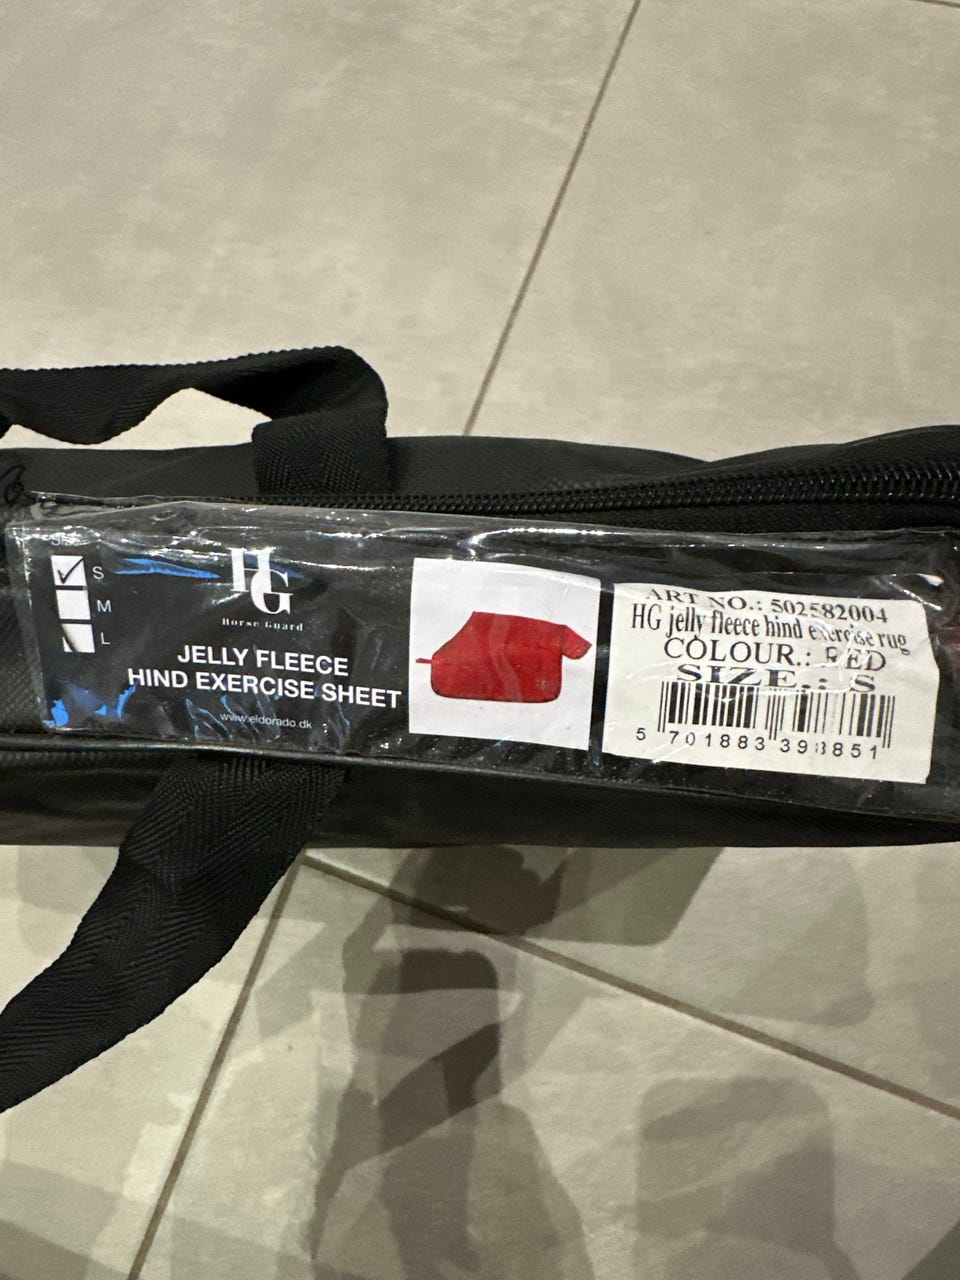 Size
S
M
L
HG
Horse Guard
JELLY FLEECE
HIND EXERCISE SHEET
www.eldorado.dk
ART NO.: 502582004
HG jelly fleece hind exercise rug
COLOUR.: RED
SIZE.: S
5 701883 398851